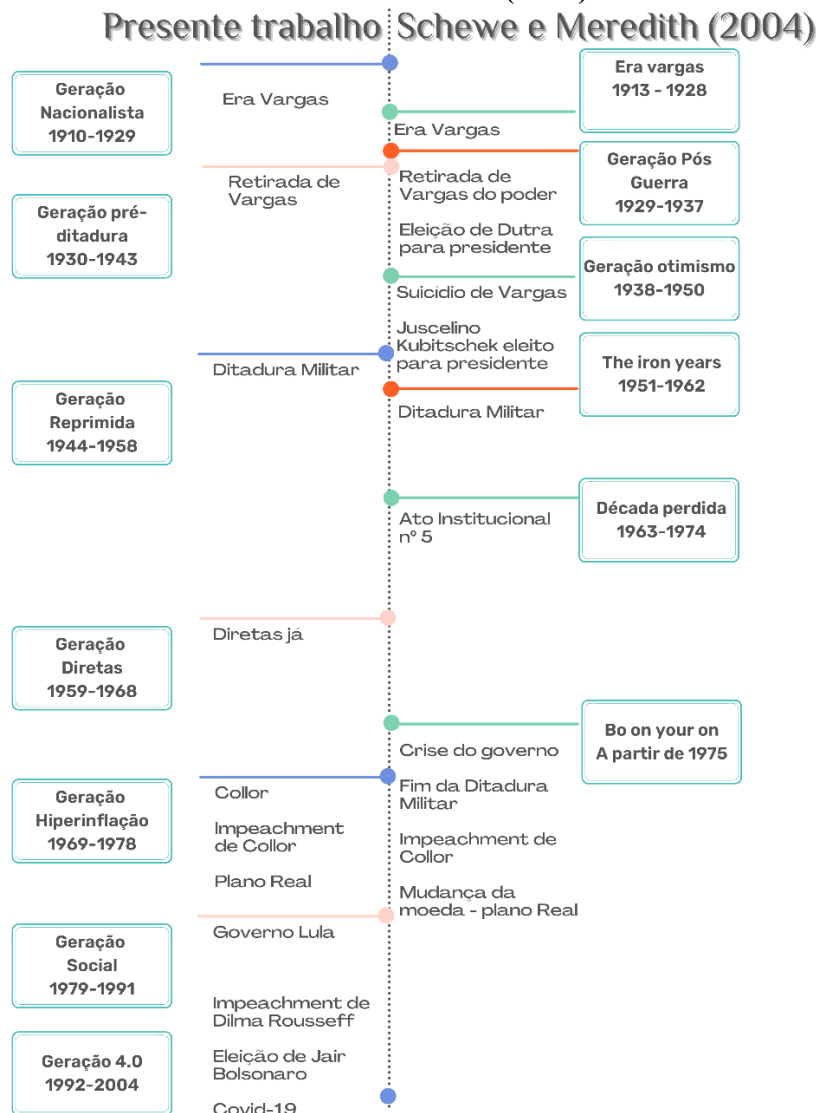 Presente trabalho
Schewe e Meredith (2004)
Geração
Nacionalista
1910-1929
Era Vargas
Era vargas
1913 - 1928
Era Vargas
Retirada de
Vargas
Geração pré-
ditadura
1930-1943
Retirada de
Vargas do poder
Eleição de Dutra
para presidente
Geração Pós
Guerra
1929-1937
Geração otimismo
1938-1950
Suicídio de Vargas
Juscelino
Kubitschek eleito
para presidente
Ditadura Militar
The iron years
1951-1962
Ditadura Militar
Geração
Reprimida
1944-1958
Década perdida
1963-1974
Ato Institucional
nº 5
Diretas já
Geração
Diretas
1959-1968
Bo on your on
A partir de 1975
Crise do governo
Fim da Ditadura
Militar
Impeachment de
Collor
Mudança da
moeda - plano Real
Geração
Hiperinflação
1969-1978
Collor
Impeachment
de Collor
Plano Real
Governo Lula
Geração
Social
1979-1991
Impeachment de
Dilma Rousseff
Eleição de Jair
Bolsonaro
Covid-19
Geração 4.0
1992-2004